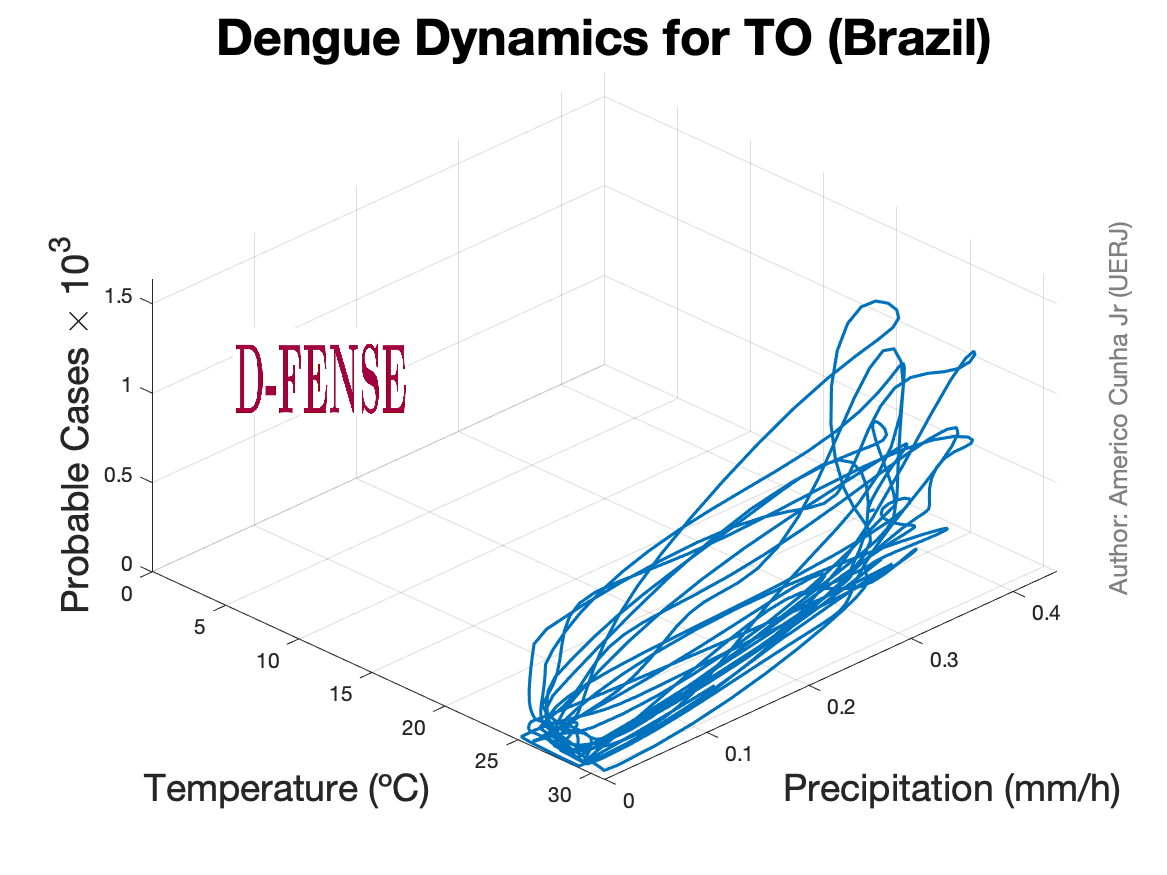 Dengue Dynamics for TO (Brazil)
Probable Cases × 10³
1.5
1
0.5
0
D-FENSE
Author: Americo Cunha Jr (UERJ)
0
5
10
15
20
25
30
Temperature (ºC)
0
0.1
0.2
0.3
0.4
Precipitation (mm/h)